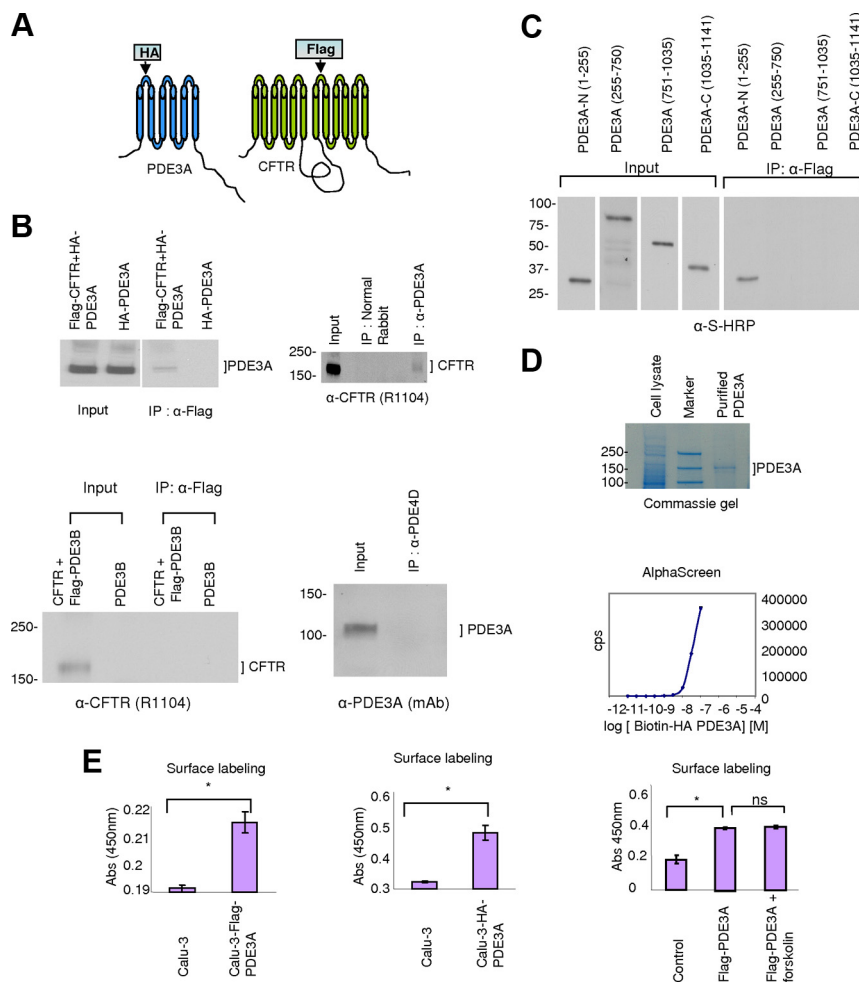 A
HA
Flag
PDE3A
CFTR
B
Flag-CFTR+HA-
PDE3A
HA-PDE3A
Flag-CFTR+HA-
PDE3A
HA-PDE3A
]PDE3A
Input
IP : α-Flag
Input
IP : Normal
Rabbit
IP : α-PDE3A
250-
150-
] CFTR
α-CFTR (R1104)
Input
IP: α-Flag
CFTR +
Flag-PDE3B
PDE3B
CFTR +
Flag-PDE3B
PDE3B
250-
150-
] CFTR
α-CFTR (R1104)
Input
IP : α-PDE4D
150-
100-
] PDE3A
α-PDE3A (mAb)
C
PDE3A-N (1-255)
PDE3A (255-750)
PDE3A (751-1035)
PDE3A-C (1035-1141)
PDE3A-N (1-255)
PDE3A (255-750)
PDE3A (751-1035)
PDE3A-C (1035-1141)
Input
IP: α-Flag
100-
75-
50-
37-
25-
α-S-HRP
D
Cell lysate
Marker
Purified
PDE3A
250-
150-
100-
]PDE3A
Commassie gel
AlphaScreen
cps
400000
300000
200000
100000
0
-12 -11 -10 -9 -8 -7 -6 -5 -4
log [ Biotin-HA PDE3A] [M]
E
Surface labeling
*
Abs (450nm)
0.22
0.21
0.2
0.19
Calu-3
Calu-3-Flag-
PDE3A
Surface labeling
*
Abs (450nm)
0.6
0.5
0.4
0.3
Calu-3
Calu-3-HA-
PDE3A
Surface labeling
*
ns
Abs 450nm
0.6
0.4
0.2
0
Control
Flag-PDE3A
Flag-PDE3A +
forskolin